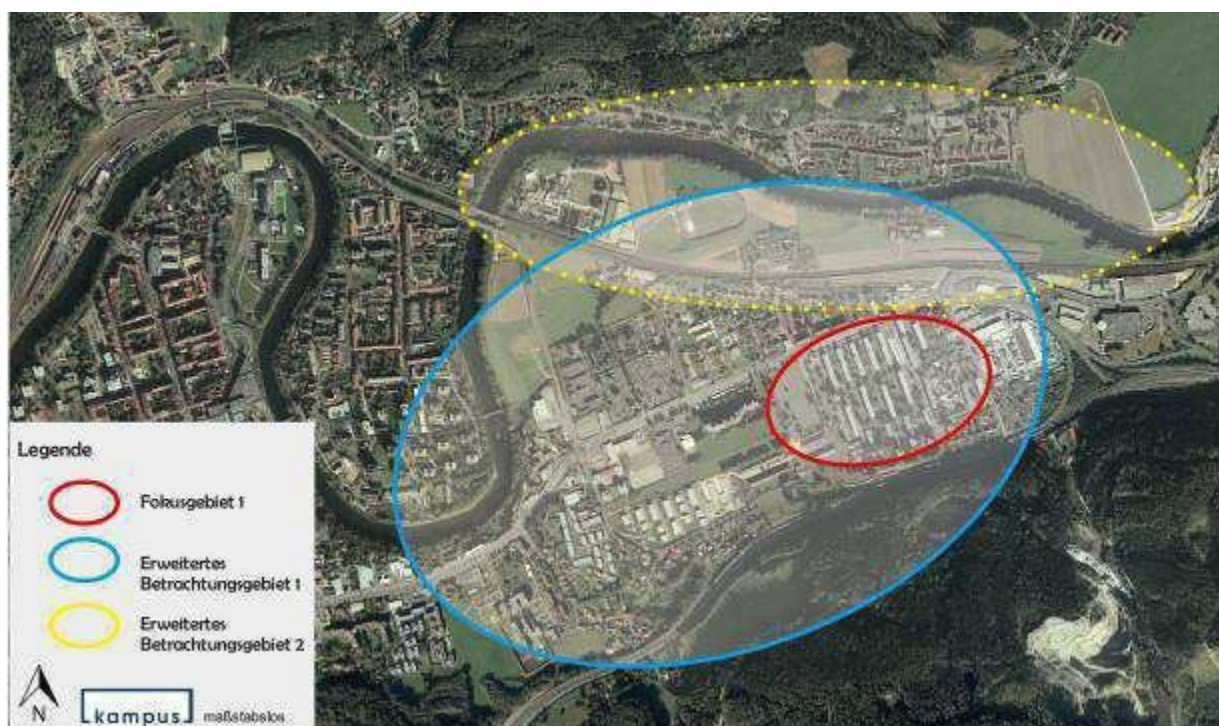 Legende
Fokusgebiet 1
Erweitertes
Betrachtungsgebiet 1
Erweitertes
Betrachtungsgebiet 2
N
kampus
maßstabslos